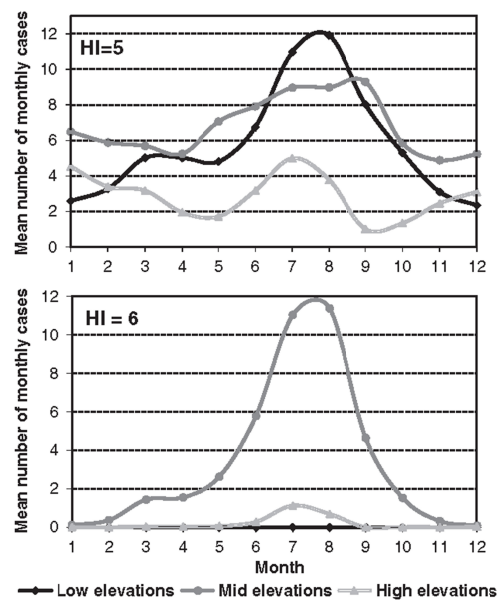 HI=5
Mean number of monthly cases
12
10
8
6
4
2
0
1 2 3 4 5 6 7 8 9 10 11 12
HI = 6
Mean number of monthly cases
12
10
8
6
4
2
0
1 2 3 4 5 6 7 8 9 10 11 12
Month
Low elevations Mid elevations High elevations